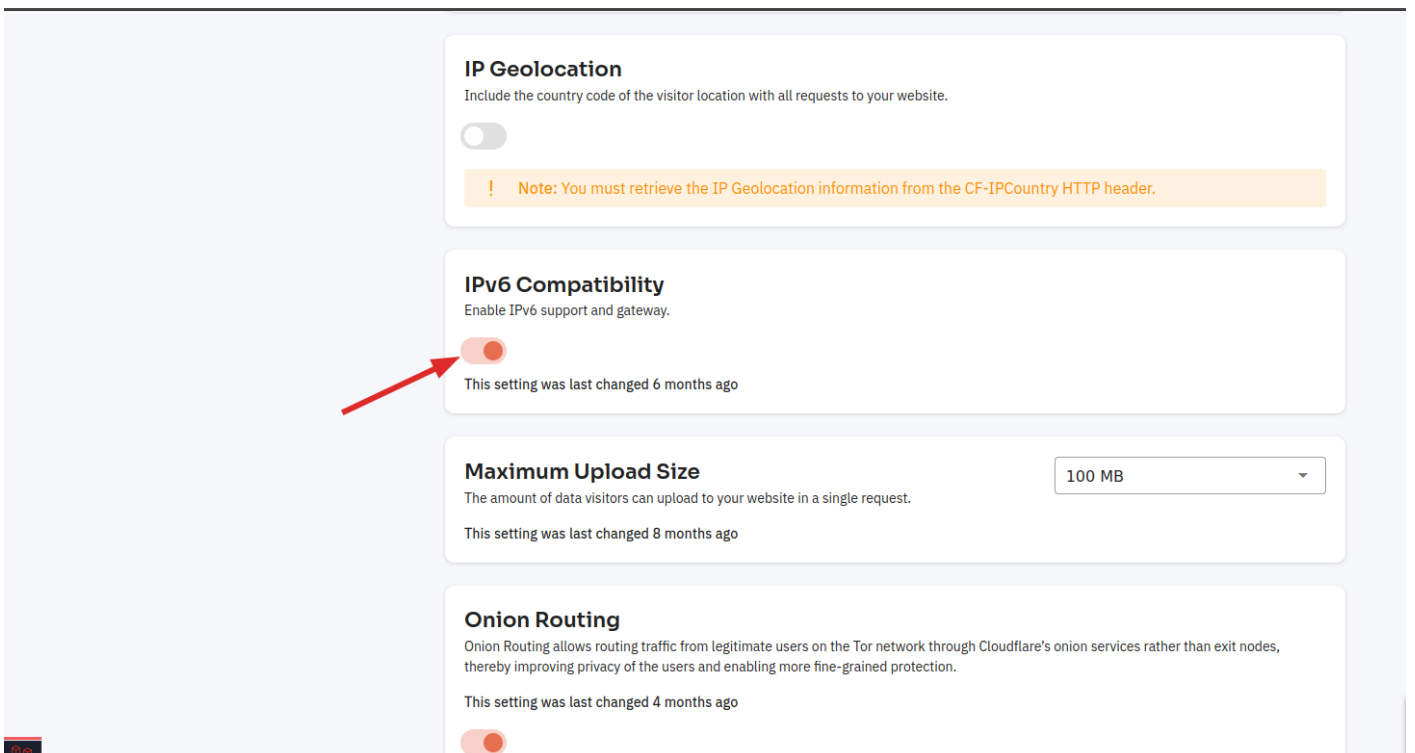 IP Geolocation
Include the country code of the visitor location with all requests to your website.
! Note: You must retrieve the IP Geolocation information from the CF-IPCountry HTTP header.
IPv6 Compatibility
Enable IPv6 support and gateway.
This setting was last changed 6 months ago
Maximum Upload Size
100 MB
The amount of data visitors can upload to your website in a single request.
This setting was last changed 8 months ago
Onion Routing
Onion Routing allows routing traffic from legitimate users on the Tor network through Cloudflare's onion services rather than exit nodes,
thereby improving privacy of the users and enabling more fine-grained protection.
This setting was last changed 4 months ago